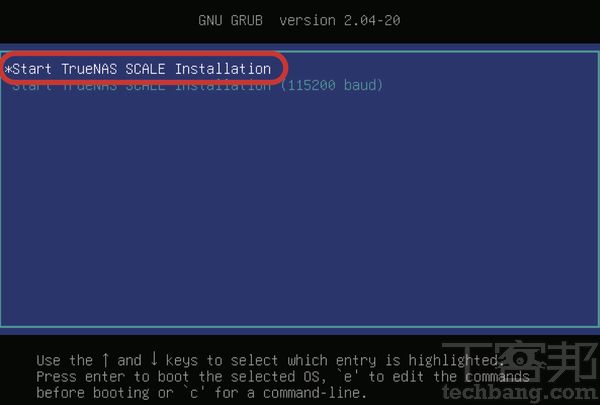 GNU GRUB version 2.04-20
*Start TrueNAS SCALE Installation
Start TrueNAS SCALE Installation (115200 baud)
Use the ↑ and ↓ keys to select which entry is highlighted.
Press enter to boot the selected OS, `e' to edit the commands
before booting or `c' for a command-line.
T客邦
techbang.com